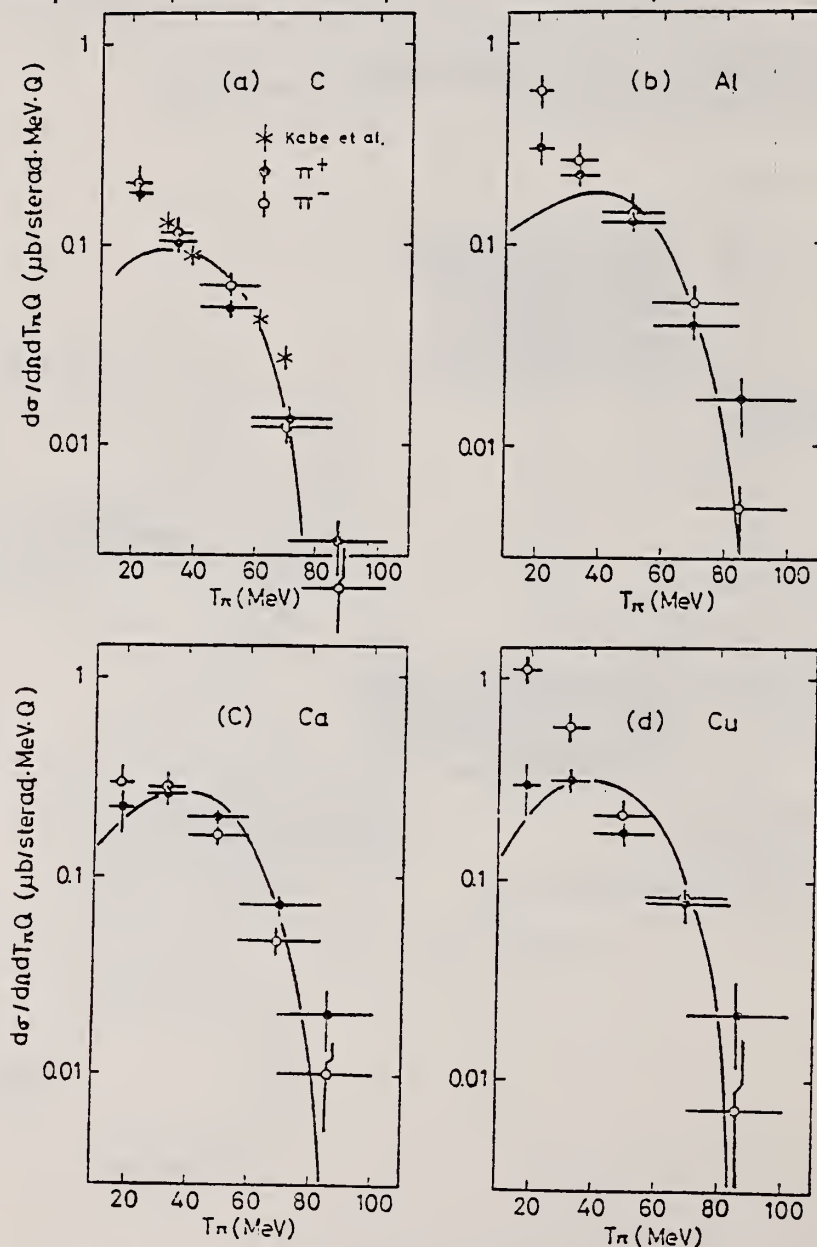 (a) C
(b) Al
dσ/dΩdTπQ (μb/sterad·MeV·Q)
1
0.1
0.01
Kabe et al.
π+
π−
1
0.1
0.01
20 40 60 80 100
Tπ(MeV)
20 40 60 80 100
Tπ(MeV)
(C) Ca
(d) Cu
dσ/dΩdTπQ (μb/sterad·MeV·Q)
1
0.1
0.01
1
0.1
0.01
20 40 60 80 100
Tπ(MeV)
20 40 60 80 100
Tπ(MeV)